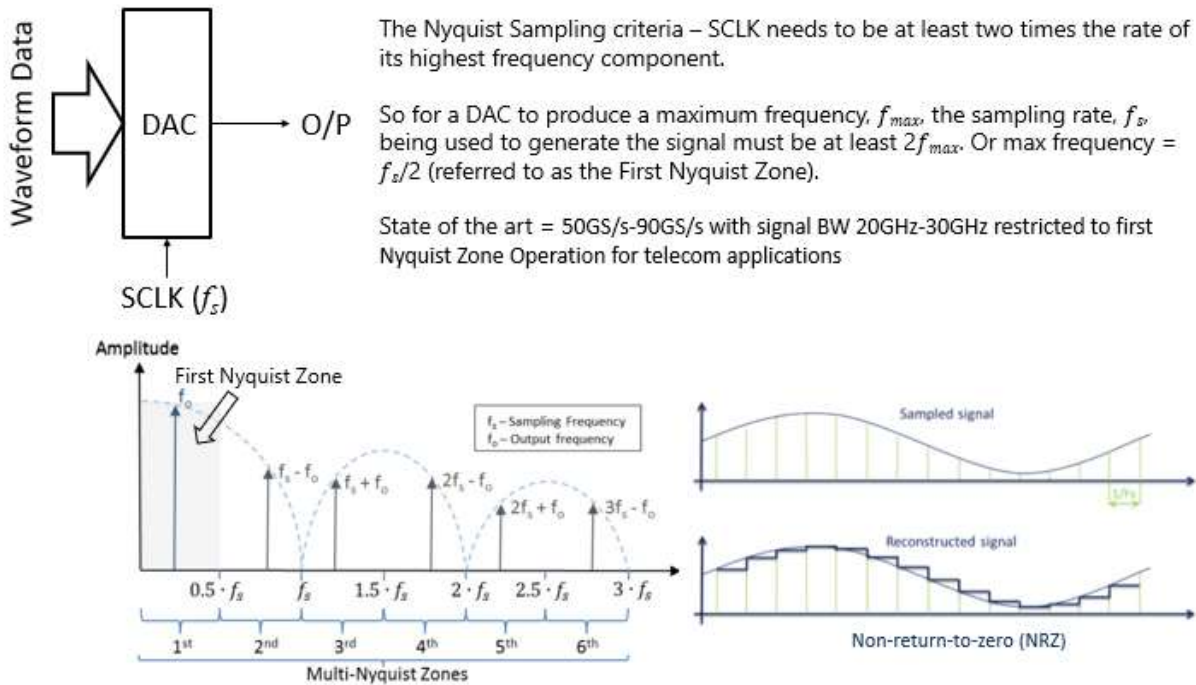 Waveform Data
DAC
O/P
SCLK (fₛ)
The Nyquist Sampling criteria – SCLK needs to be at least two times the rate of
its highest frequency component.
So for a DAC to produce a maximum frequency, fₘₐₓ, the sampling rate, fₛ,
being used to generate the signal must be at least 2fₘₐₓ. Or max frequency =
fₛ/2 (referred to as the First Nyquist Zone).
State of the art = 50GS/s-90GS/s with signal BW 20GHz-30GHz restricted to first
Nyquist Zone Operation for telecom applications
Amplitude
First Nyquist Zone
fₒ
fₛ – Sampling Frequency
fₒ – Output frequency
fₛ - fₒ
fₛ + fₒ
2fₛ - fₒ
2fₛ + fₒ
3fₛ - fₒ
0.5 · fₛ
fₛ
1.5 · fₛ
2 · fₛ
2.5 · fₛ
3 · fₛ
1ˢᵗ
2ⁿᵈ
3ʳᵈ
4ᵗʰ
5ᵗʰ
6ᵗʰ
Multi-Nyquist Zones
Sampled signal
1/Fs
Reconstructed signal
Non-return-to-zero (NRZ)